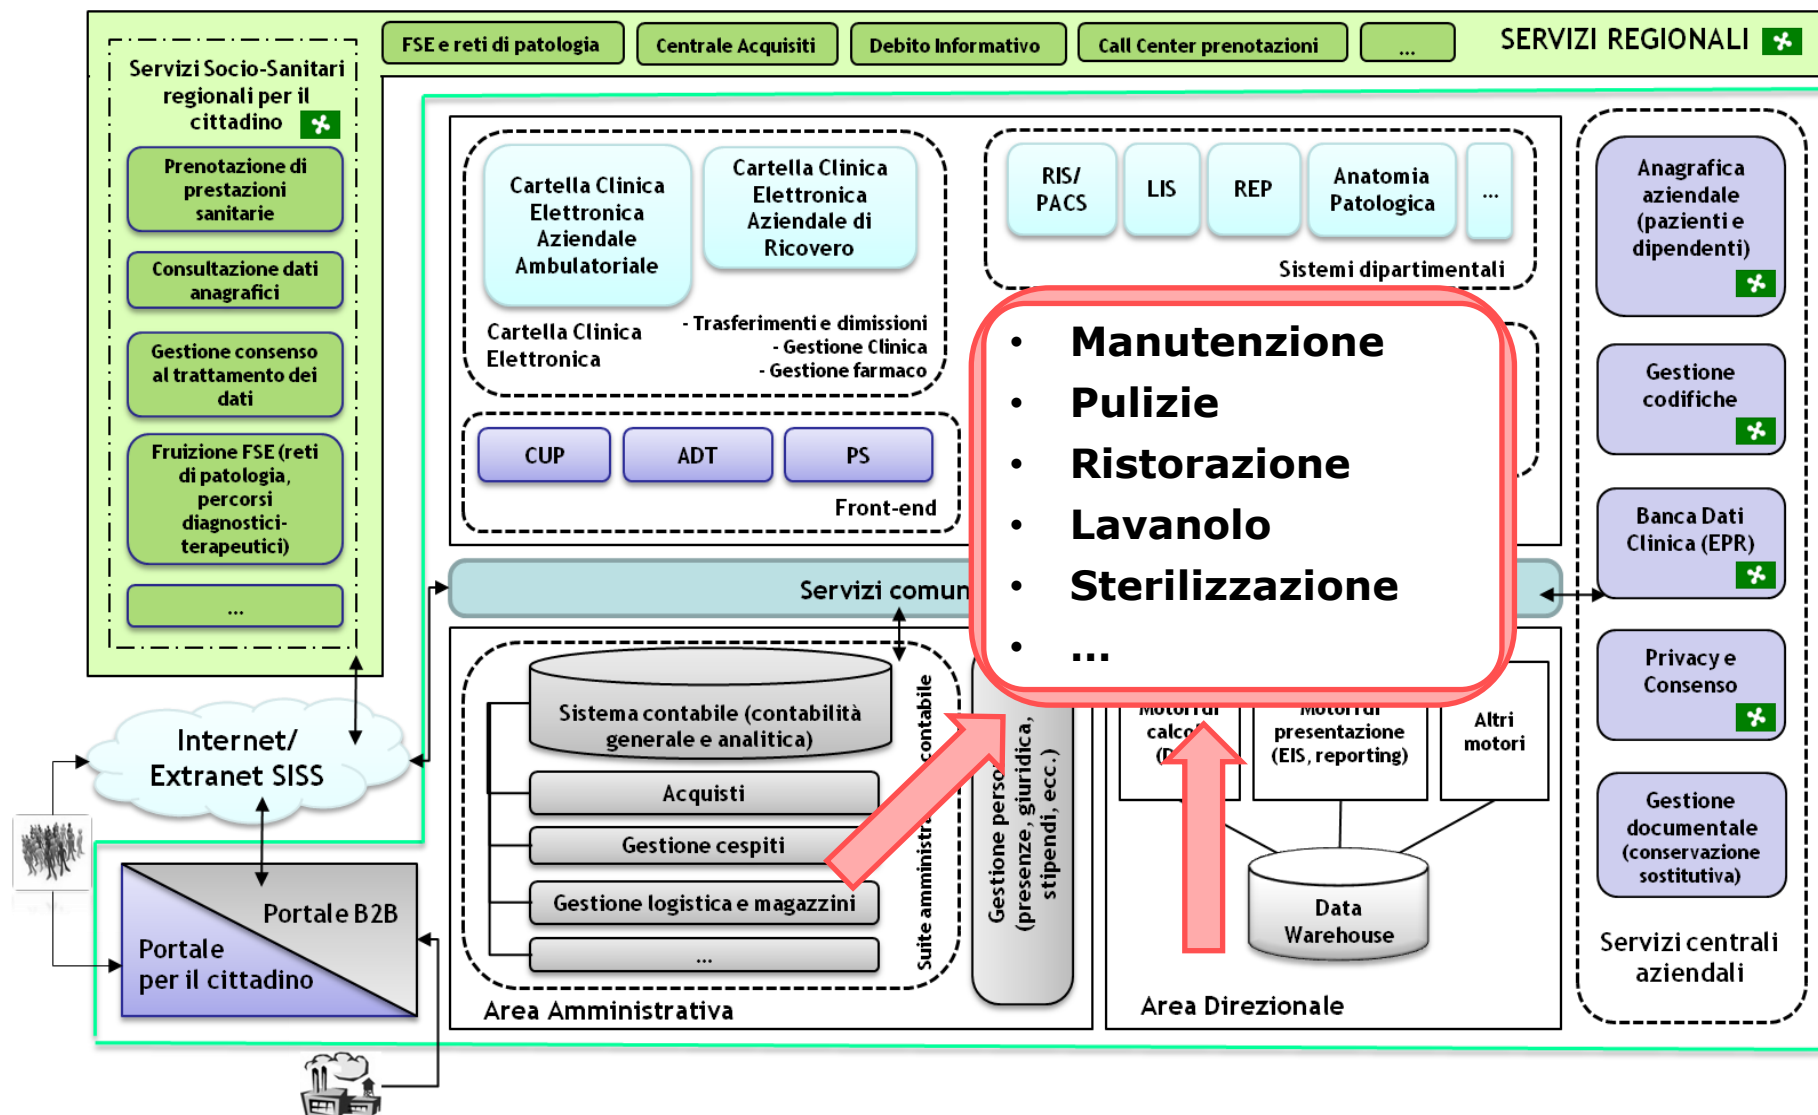 FSE e reti di patologia
Centrale Acquisiti
Debito Informativo
Call Center prenotazioni
...
SERVIZI REGIONALI
Servizi Socio-Sanitari
regionali per il
cittadino
Prenotazione di
prestazioni
sanitarie
Consultazione dati
anagrafici
Gestione consenso
al trattamento dei
dati
Fruizione FSE (reti
di patologia,
percorsi
diagnostici-
terapeutici)
...
Cartella Clinica
Elettronica
Aziendale
Ambulatoriale
Cartella Clinica
Elettronica
Aziendale di
Ricovero
Cartella Clinica
Elettronica
- Trasferimenti e dimissioni
- Gestione Clinica
- Gestione farmaco
RIS/
PACS
LIS
REP
Anatomia
Patologica
...
Sistemi dipartimentali
CUP
ADT
PS
Front-end
• Manutenzione
• Pulizie
• Ristorazione
• Lavanolo
• Sterilizzazione
• ...
Servizi comun
Anagrafica
aziendale
(pazienti e
dipendenti)
Gestione
codifiche
Banca Dati
Clinica (EPR)
Privacy e
Consenso
Gestione
documentale
(conservazione
sostitutiva)
Servizi centrali
aziendali
Sistema contabile (contabilità
generale e analitica)
Acquisti
Gestione cespiti
Gestione logistica e magazzini
...
Suite amministra contabile
Area Amministrativa
Gestione perso
(presenze, giuridica,
stipendi, ecc.)
Motori di
calco
(D
Motori di
presentazione
(EIS, reporting)
Altri
motori
Data
Warehouse
Area Direzionale
Internet/
Extranet SISS
Portale B2B
Portale
per il cittadino